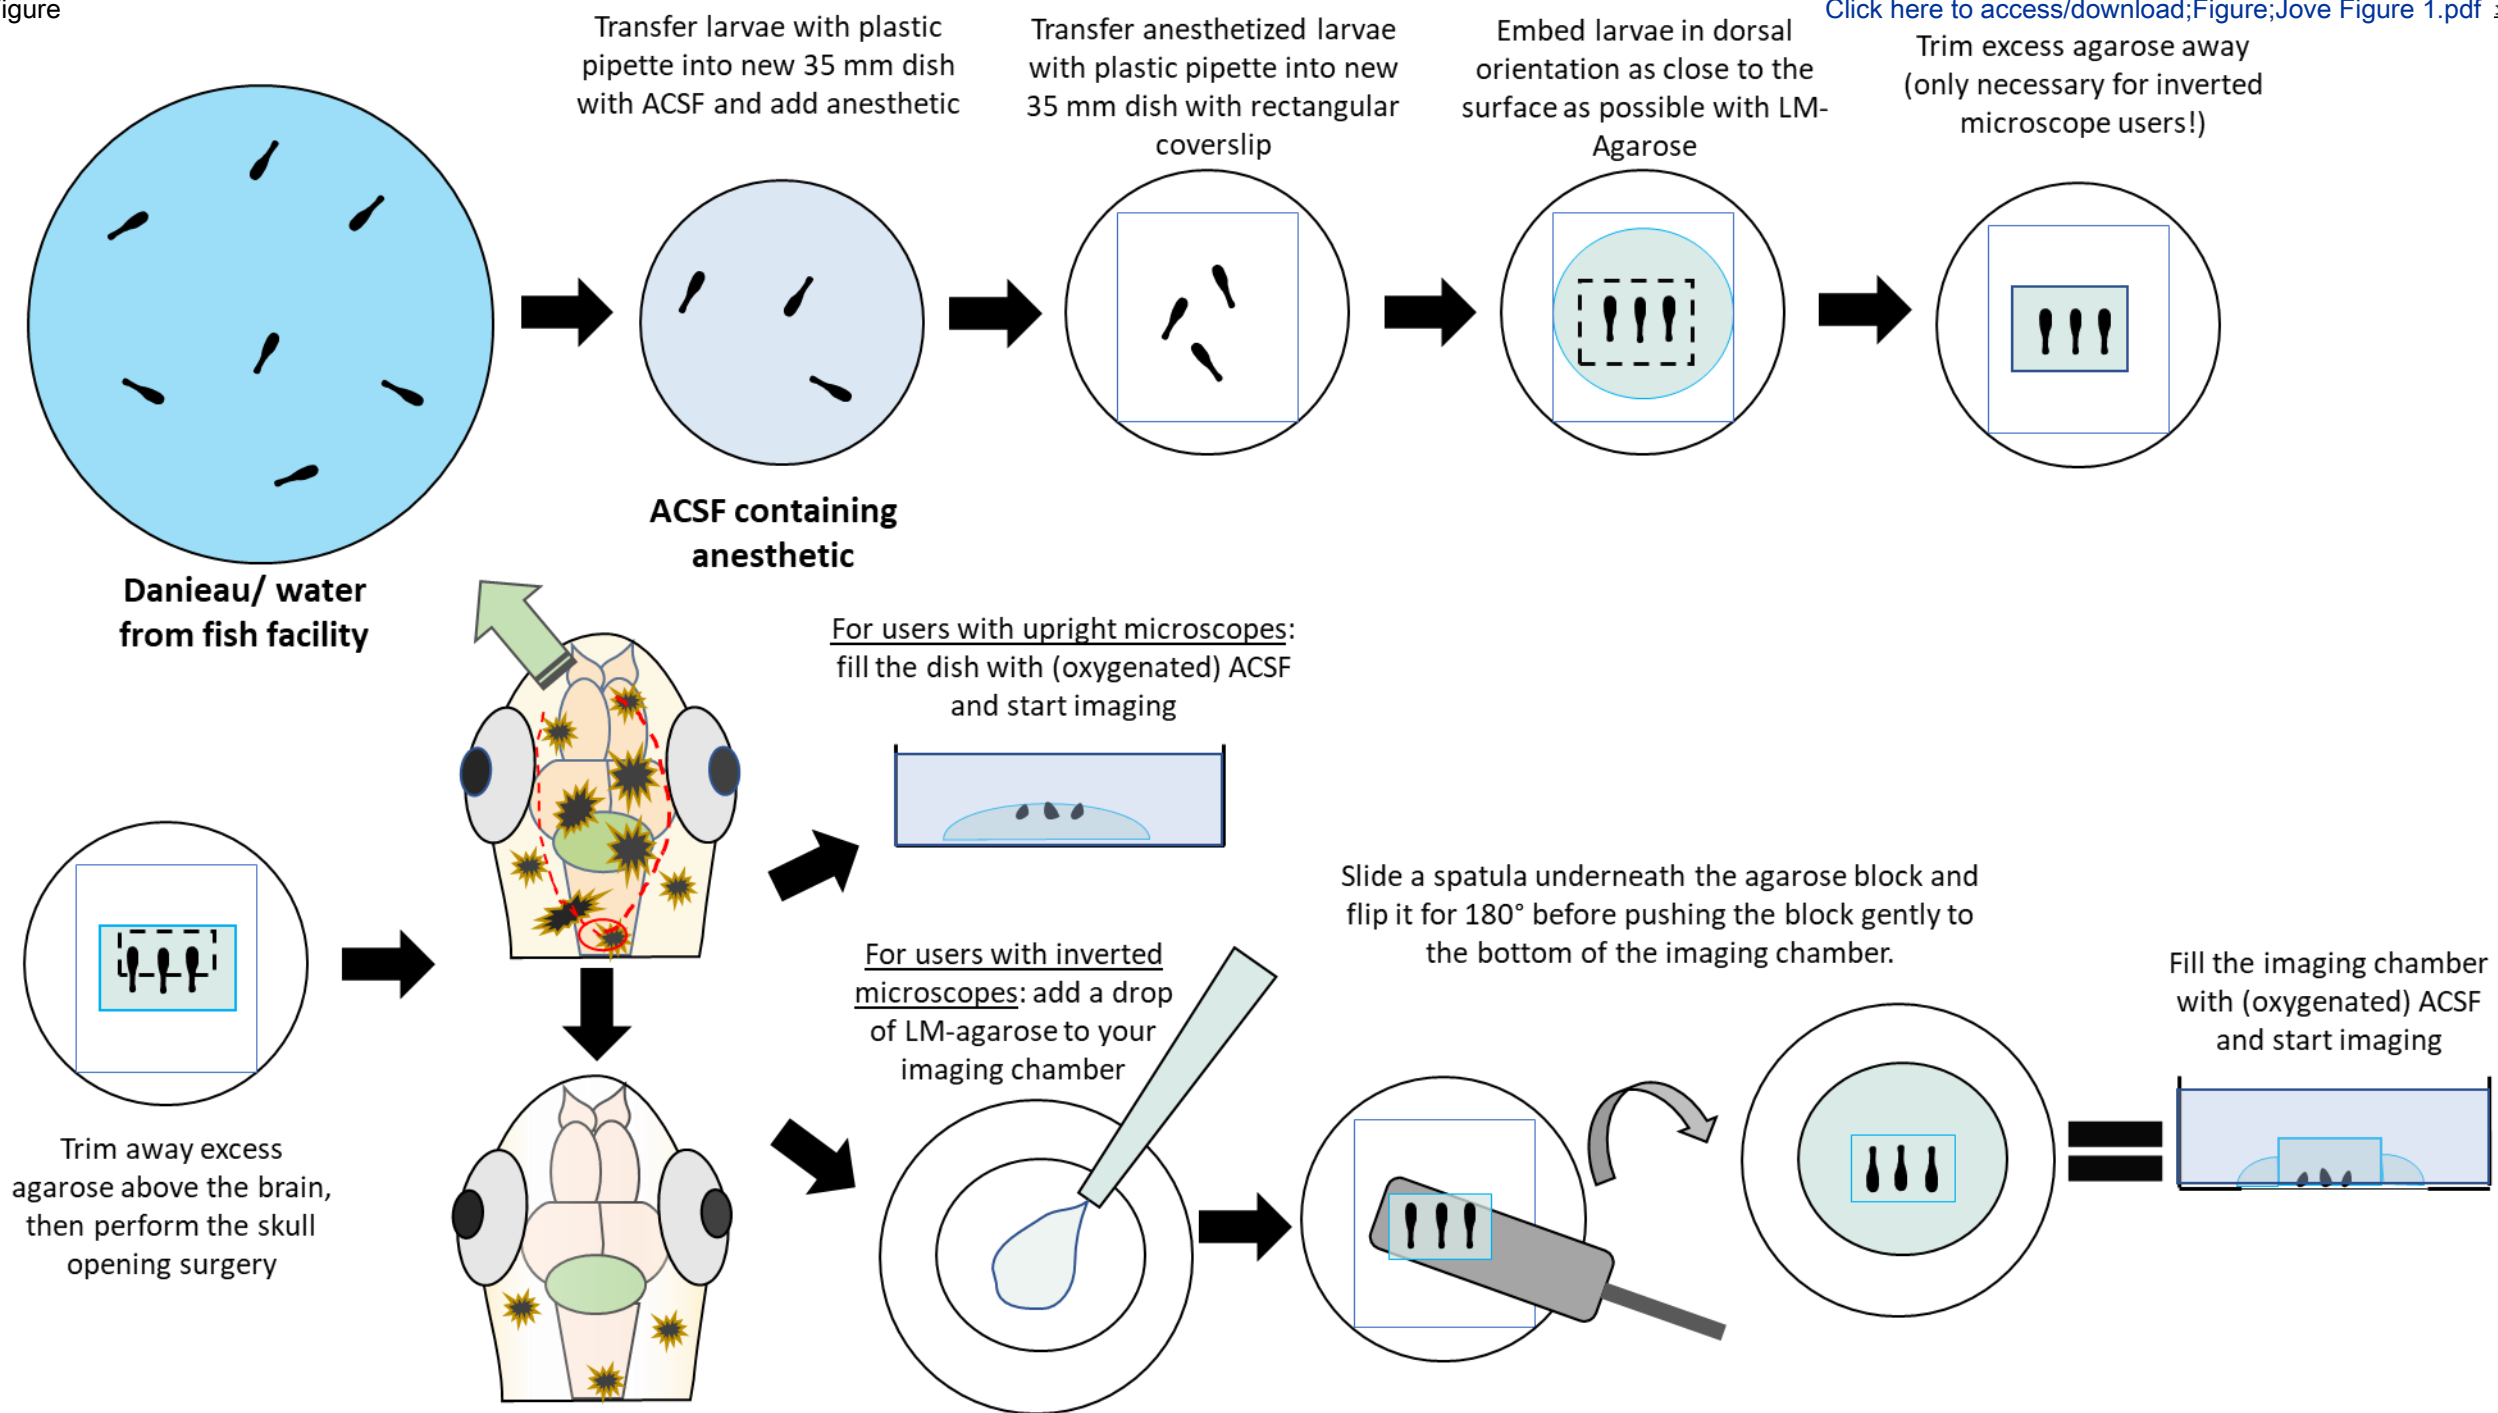 igure
Click here to access/download;Figure;Jove Figure 1.pdf
Transfer larvae with plastic
pipette into new 35 mm dish
with ACSF and add anesthetic
Transfer anesthetized larvae
with plastic pipette into new
35 mm dish with rectangular
coverslip
Embed larvae in dorsal
orientation as close to the
surface as possible with LM-
Agarose
Trim excess agarose away
(only necessary for inverted
microscope users!)
Danieau/ water
from fish facility
ACSF containing
anesthetic
For users with upright microscopes:
fill the dish with (oxygenated) ACSF
and start imaging
Trim away excess
agarose above the brain,
then perform the skull
opening surgery
For users with inverted
microscopes: add a drop
of LM-agarose to your
imaging chamber
Slide a spatula underneath the agarose block and
flip it for 180° before pushing the block gently to
the bottom of the imaging chamber.
Fill the imaging chamber
with (oxygenated) ACSF
and start imaging